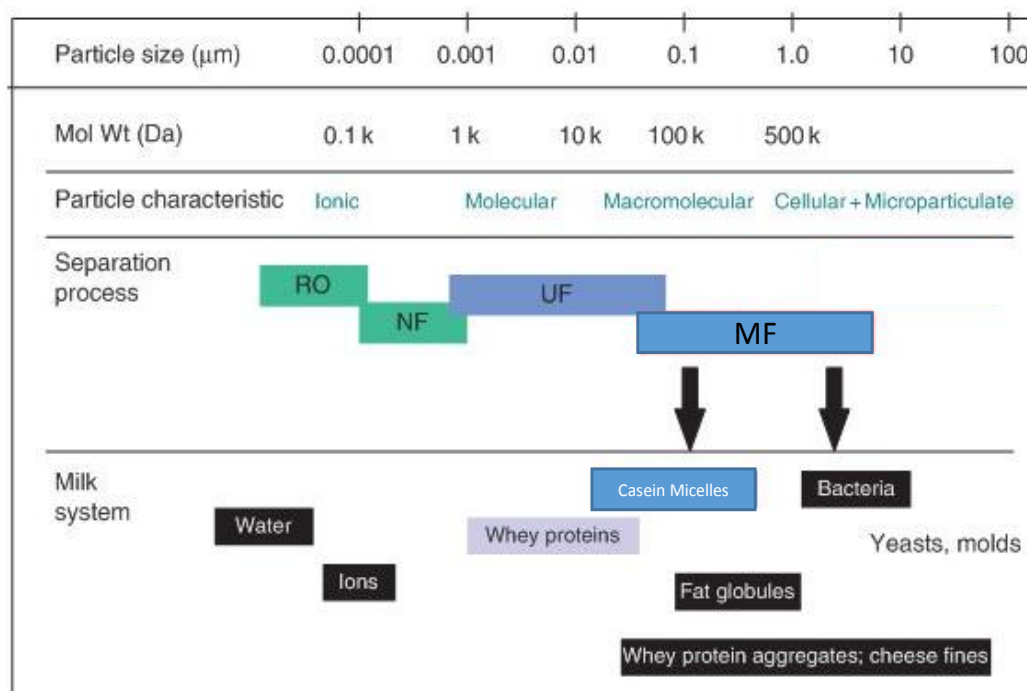 Particle size (μm) 0.0001 0.001 0.01 0.1 1.0 10 100
Mol Wt (Da) 0.1 k 1 k 10 k 100 k 500 k
Particle characteristic Ionic Molecular Macromolecular Cellular + Microparticulate
Separation
process
RO
UF
NF
MF
Milk
system
Casein Micelles
Bacteria
Water
Whey proteins
Yeasts, molds
Ions
Fat globules
Whey protein aggregates; cheese fines